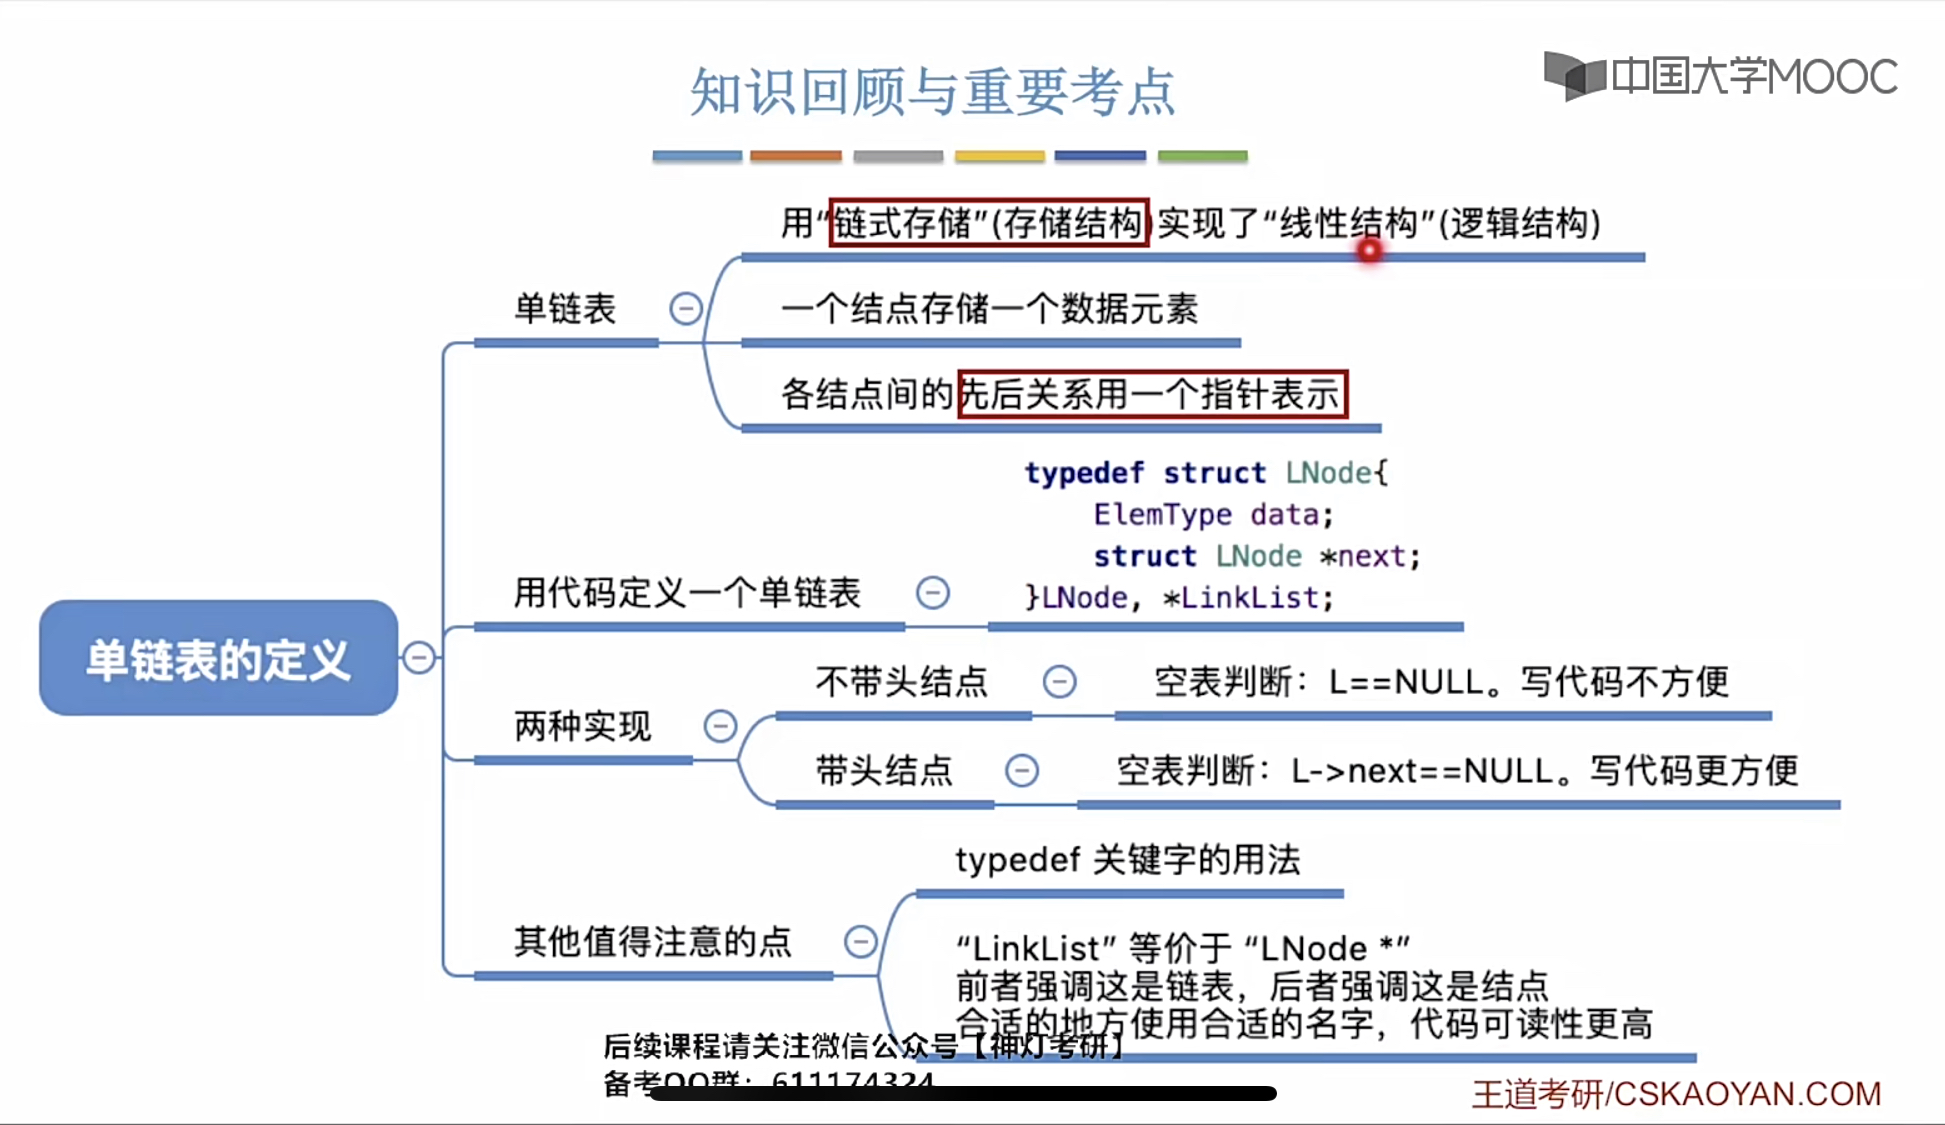 知识回顾与重要考点
中国大学MOOC
用“链式存储”(存储结构)实现了“线性结构”(逻辑结构)
单链表
一个结点存储一个数据元素
各结点间的先后关系用一个指针表示
typedef struct LNode{
ElemType data;
struct LNode *next;
}LNode, *LinkList;
用代码定义一个单链表
单链表的定义
两种实现
不带头结点
空表判断：L==NULL。写代码不方便
带头结点
空表判断：L->next==NULL。写代码更方便
其他值得注意的点
typedef 关键字的用法
“LinkList” 等价于 “LNode *”
前者强调这是链表，后者强调这是结点
合适的地方使用合适的名字，代码可读性更高
后续课程请关注微信公众号【神灯考研】
备考QQ群：611174324
王道考研/CSKAOYAN.COM